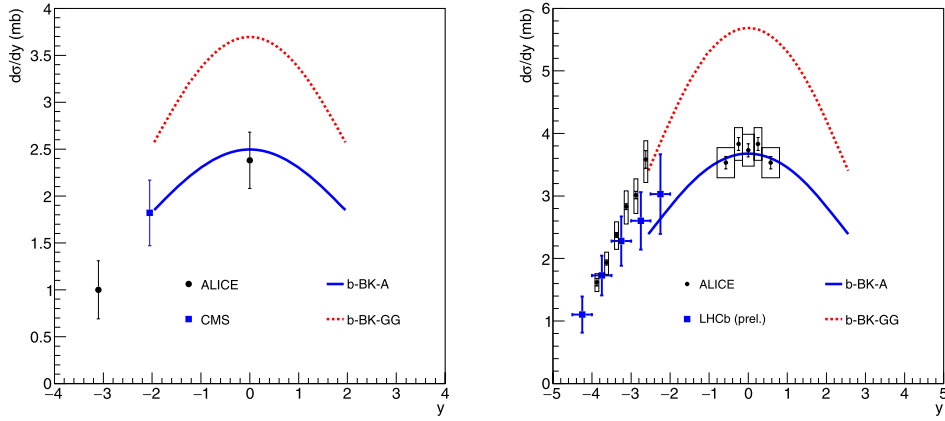 dσ/dy (mb)
4
3.5
3
2.5
2
1.5
1
0.5
0
−4 −3 −2 −1 0 1 2 3 4
y
ALICE
CMS
b-BK-A
b-BK-GG
dσ/dy (mb)
6
5
4
3
2
1
0
−5 −4 −3 −2 −1 0 1 2 3 4 5
y
ALICE
LHCb (prel.)
b-BK-A
b-BK-GG